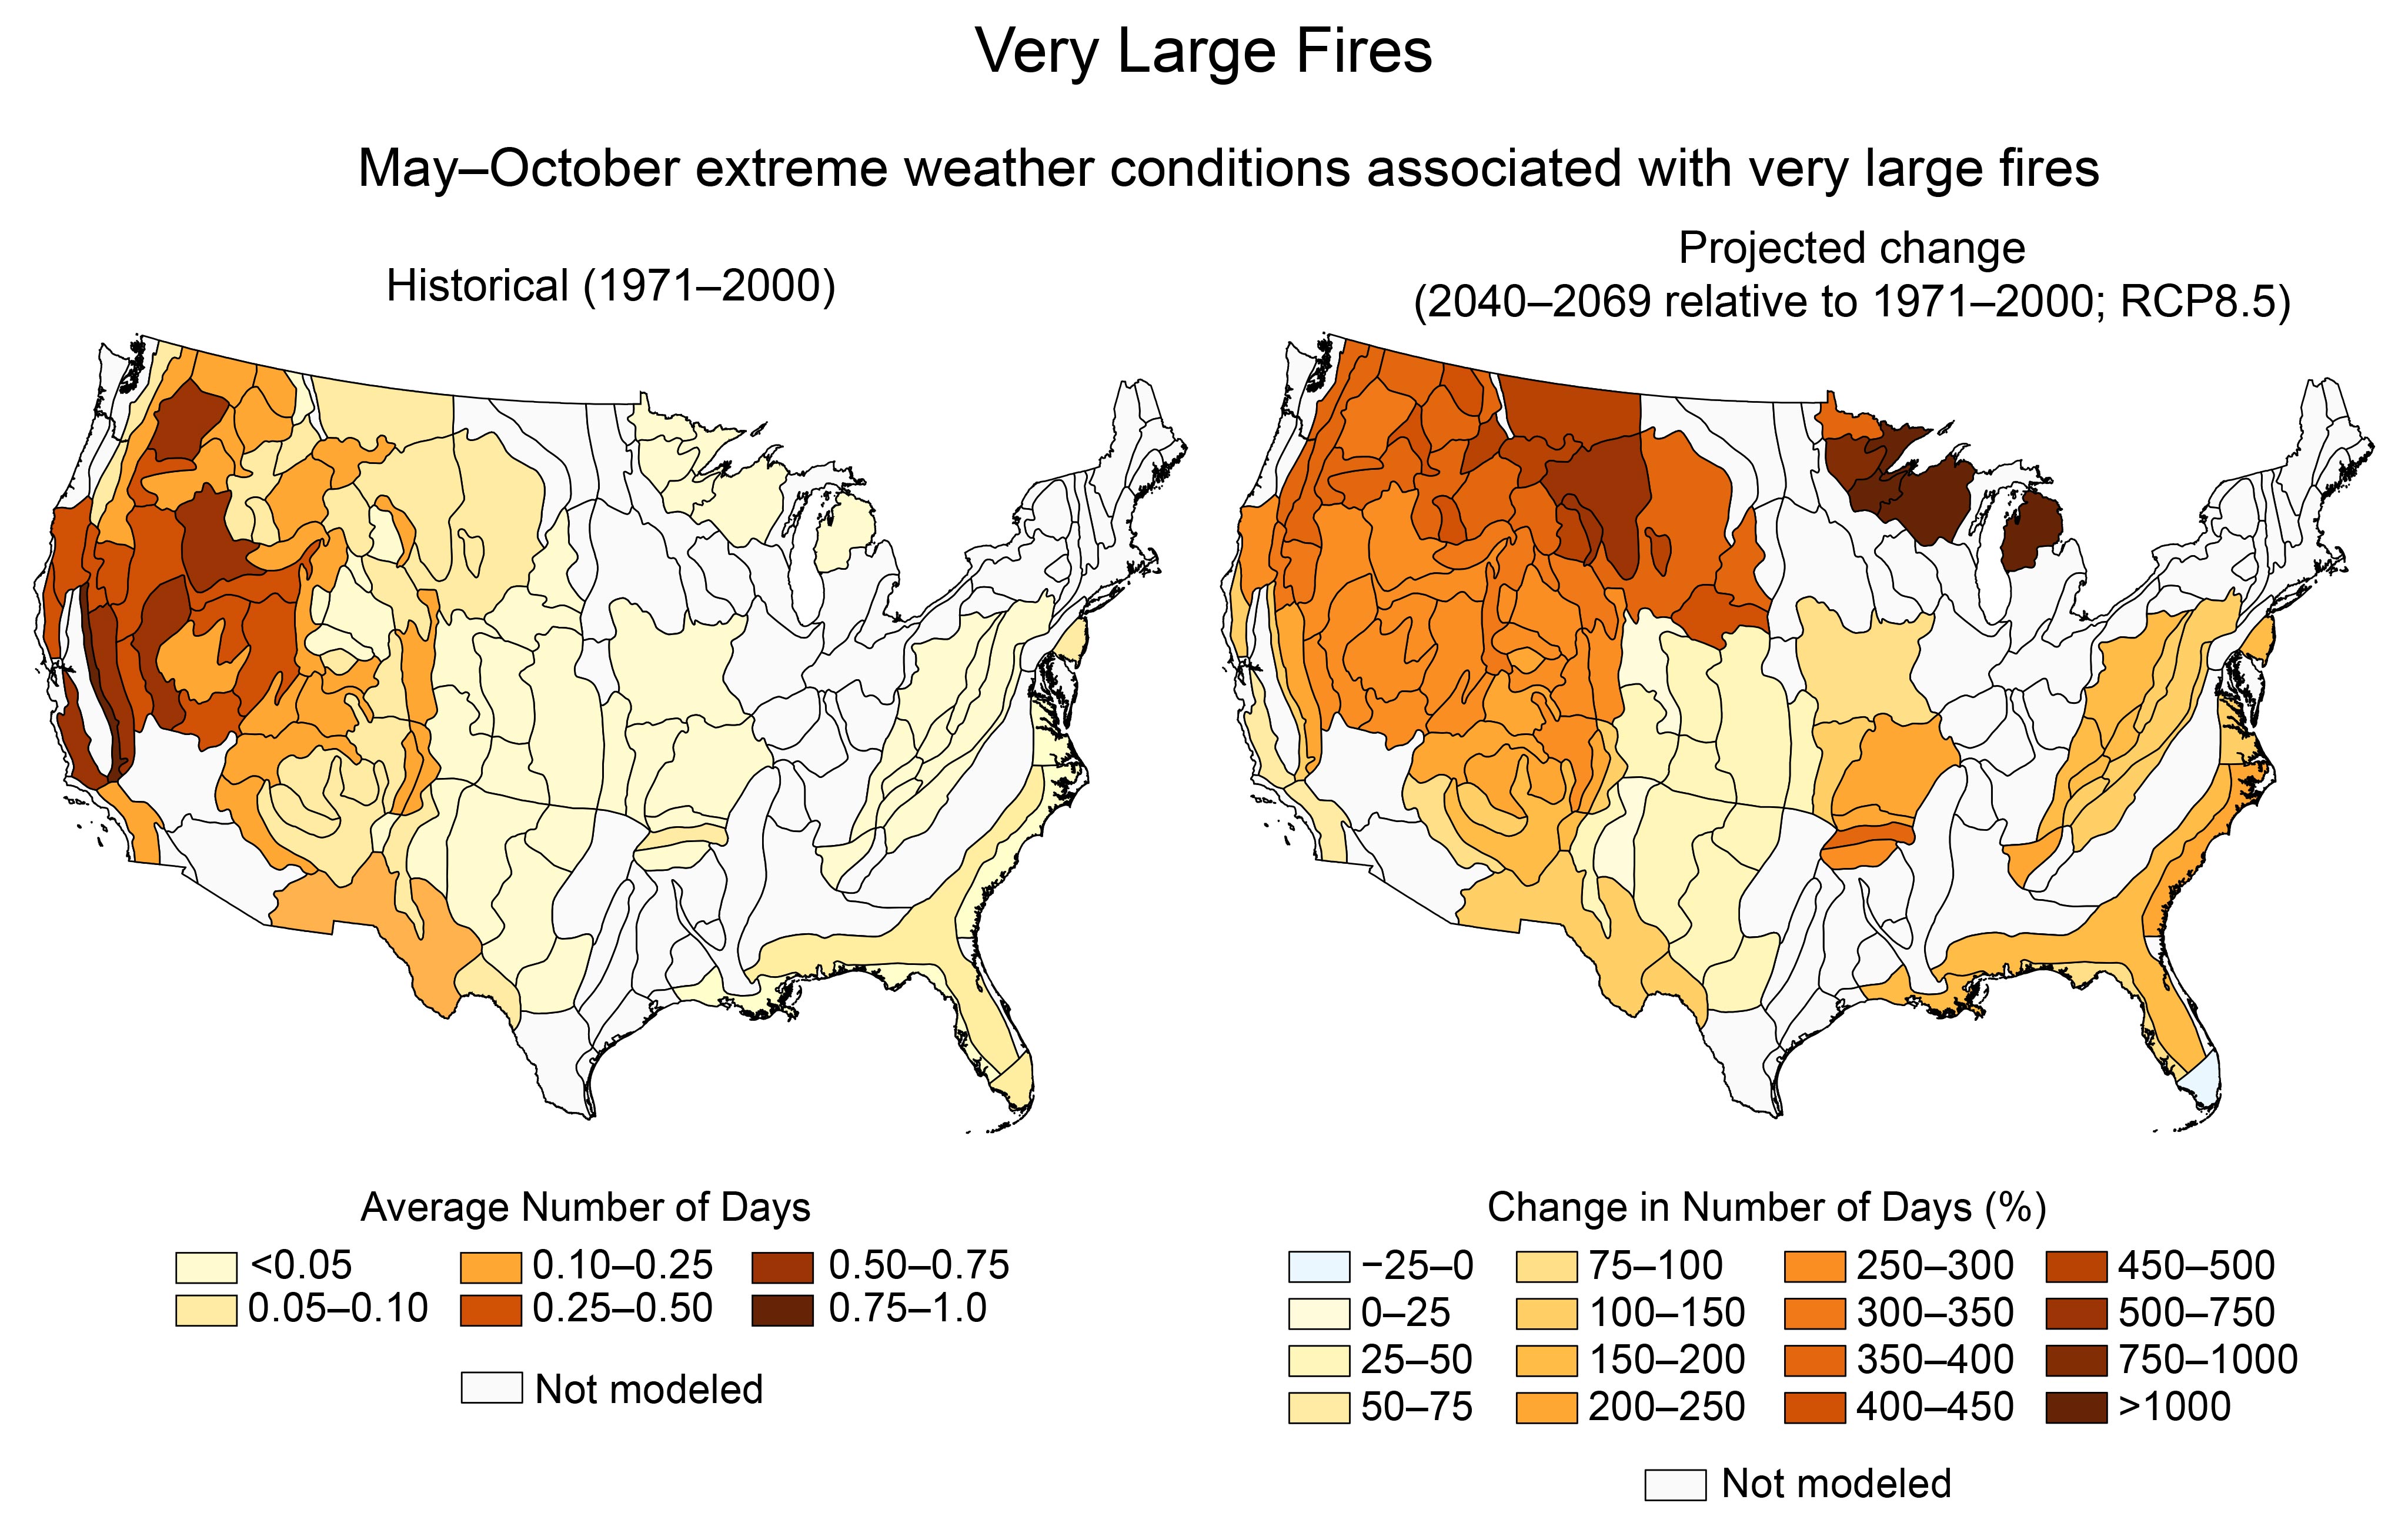 Very Large Fires
May–October extreme weather conditions associated with very large fires
Historical (1971–2000)
Projected change
(2040–2069 relative to 1971–2000; RCP8.5)
Average Number of Days
<0.05
0.10–0.25
0.50–0.75
0.05–0.10
0.25–0.50
0.75–1.0
Not modeled
Change in Number of Days (%)
−25–0
75–100
250–300
450–500
0–25
100–150
300–350
500–750
25–50
150–200
350–400
750–1000
50–75
200–250
400–450
>1000
Not modeled